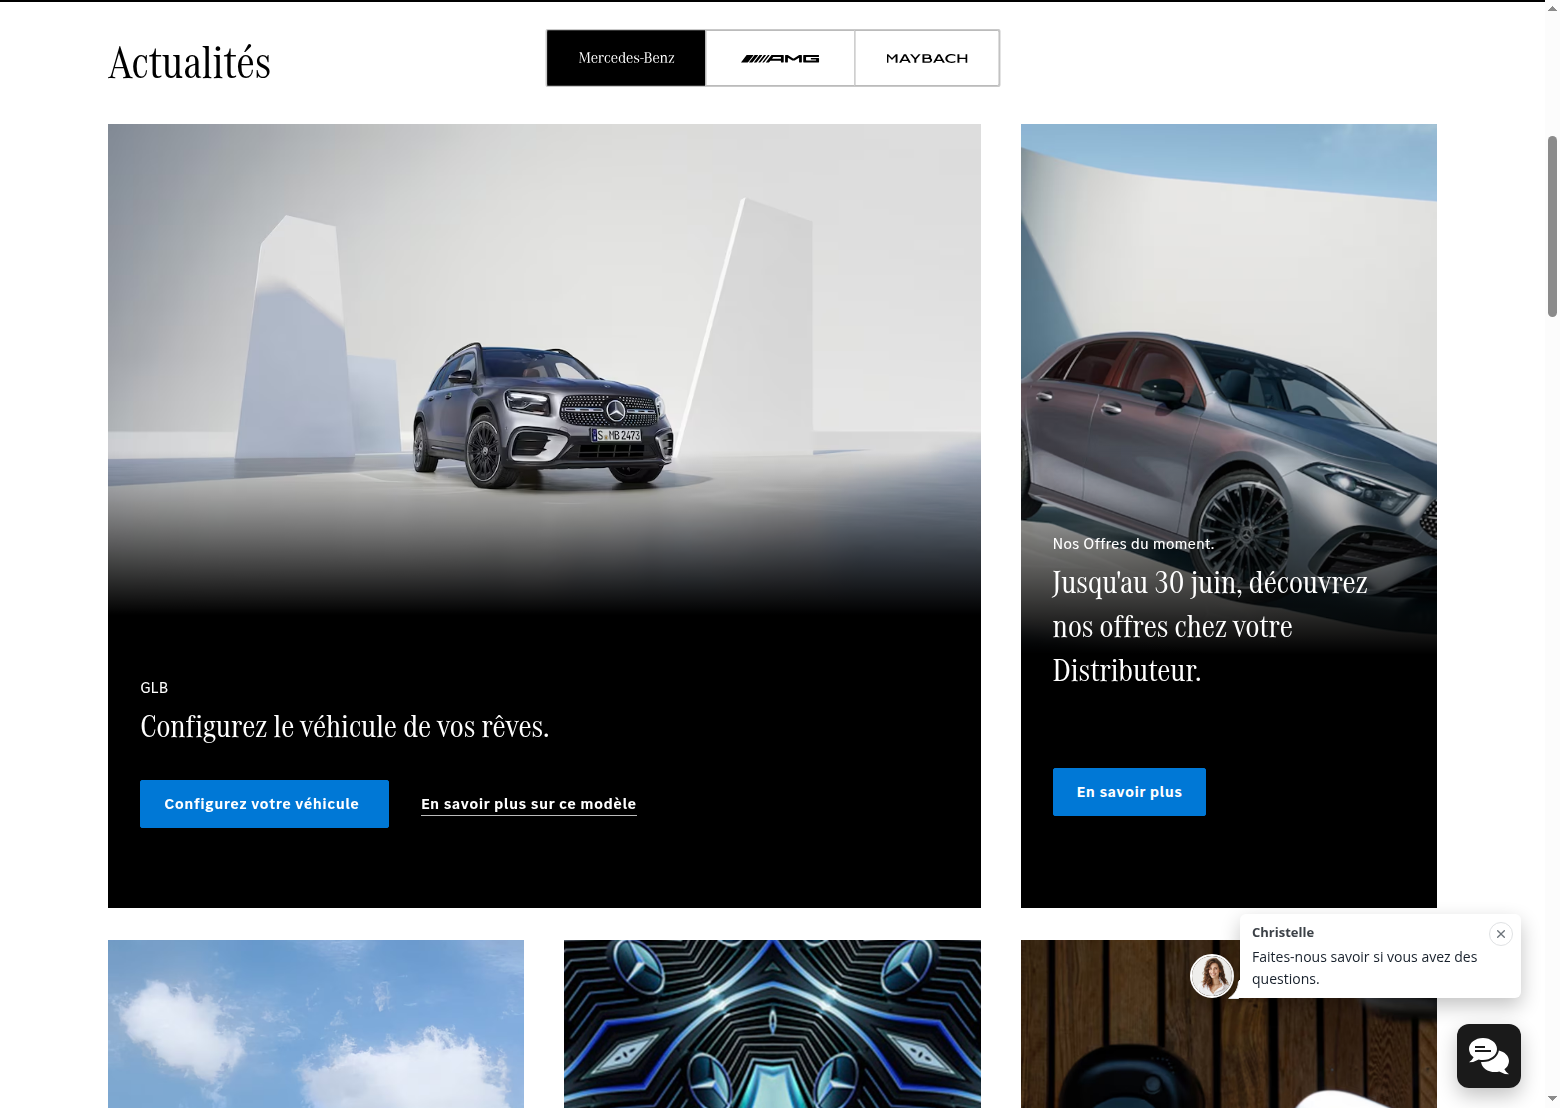 Actualités
Mercedes-Benz
AMG
MAYBACH
S MB 2473
GLB
Configurez le véhicule de vos rêves.
Configurez votre véhicule
En savoir plus sur ce modèle
Nos Offres du moment.
Jusqu'au 30 juin, découvrez
nos offres chez votre
Distributeur.
En savoir plus
Christelle
Faites-nous savoir si vous avez des
questions.